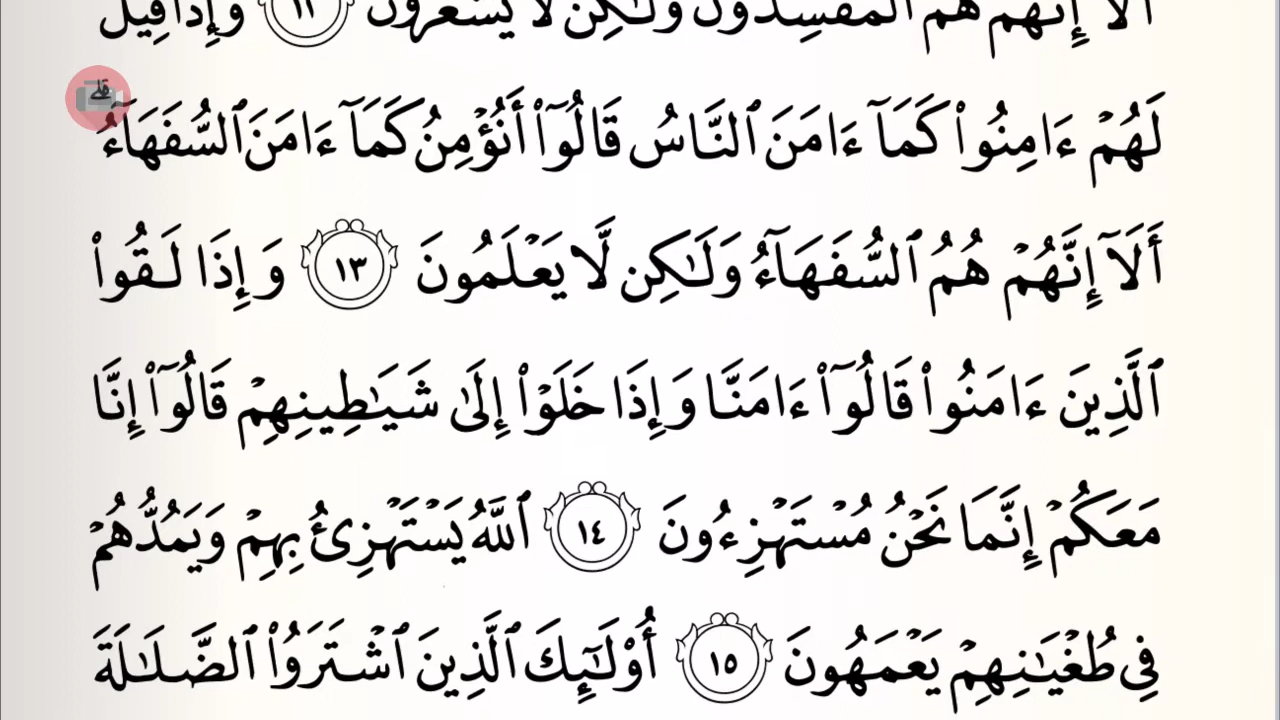 أَلَآ إِنَّهُمْ هُمُ ٱلْمُفْسِدُونَ وَلَٰكِن لَّا يَشْعُرُونَ ١٢ وَإِذَا قِيلَ
لَهُمْ ءَامِنُوا۟ كَمَآ ءَامَنَ ٱلنَّاسُ قَالُوٓا۟ أَنُؤْمِنُ كَمَآ ءَامَنَ ٱلسُّفَهَآءُ
أَلَآ إِنَّهُمْ هُمُ ٱلسُّفَهَآءُ وَلَٰكِن لَّا يَعْلَمُونَ ١٣ وَإِذَا لَقُوا۟
ٱلَّذِينَ ءَامَنُوا۟ قَالُوٓا۟ ءَامَنَّا وَإِذَا خَلَوْا۟ إِلَىٰ شَيَٰطِينِهِمْ قَالُوٓا۟ إِنَّا
مَعَكُمْ إِنَّمَا نَحْنُ مُسْتَهْزِءُونَ ١٤ ٱللَّهُ يَسْتَهْزِئُ بِهِمْ وَيَمُدُّهُمْ
فِى طُغْيَٰنِهِمْ يَعْمَهُونَ ١٥ أُو۟لَٰٓئِكَ ٱلَّذِينَ ٱشْتَرَوُا۟ ٱلضَّلَٰلَةَ